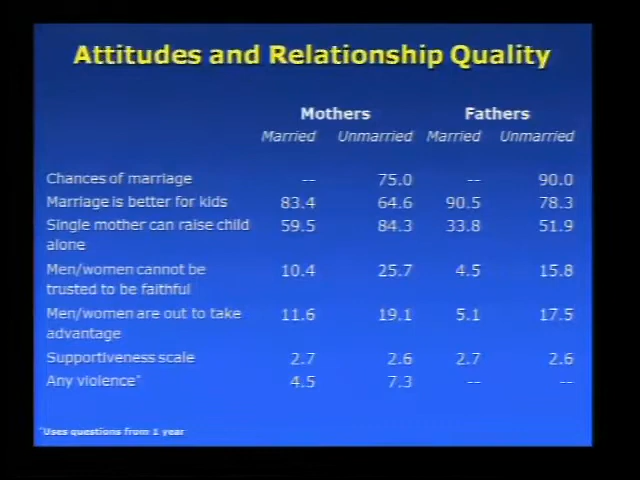 Attitudes and Relationship Quality
Mothers Fathers
Married Unmarried Married Unmarried
Chances of marriage -- 75.0 -- 90.0
Marriage is better for kids 83.4 64.6 90.5 78.3
Single mother can raise child alone 59.5 84.3 33.8 51.9
Men/women cannot be trusted to be faithful 10.4 25.7 4.5 15.8
Men/women are out to take advantage 11.6 19.1 5.1 17.5
Supportiveness scale 2.7 2.6 2.7 2.6
Any violence* 4.5 7.3 -- --
*Uses questions from 1 year